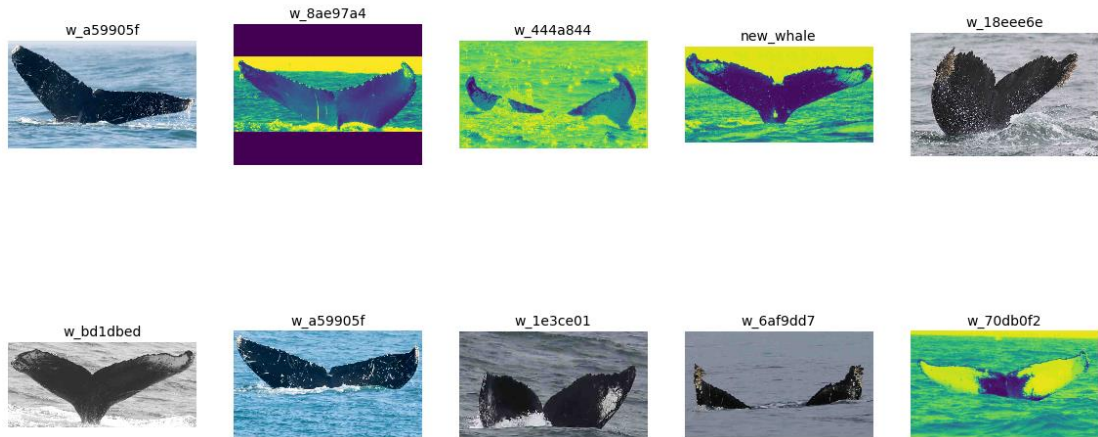 w_a59905f
w_8ae97a4
w_444a844
new_whale
w_18eee6e
w_bd1dbed
w_a59905f
w_1e3ce01
w_6af9dd7
w_70db0f2